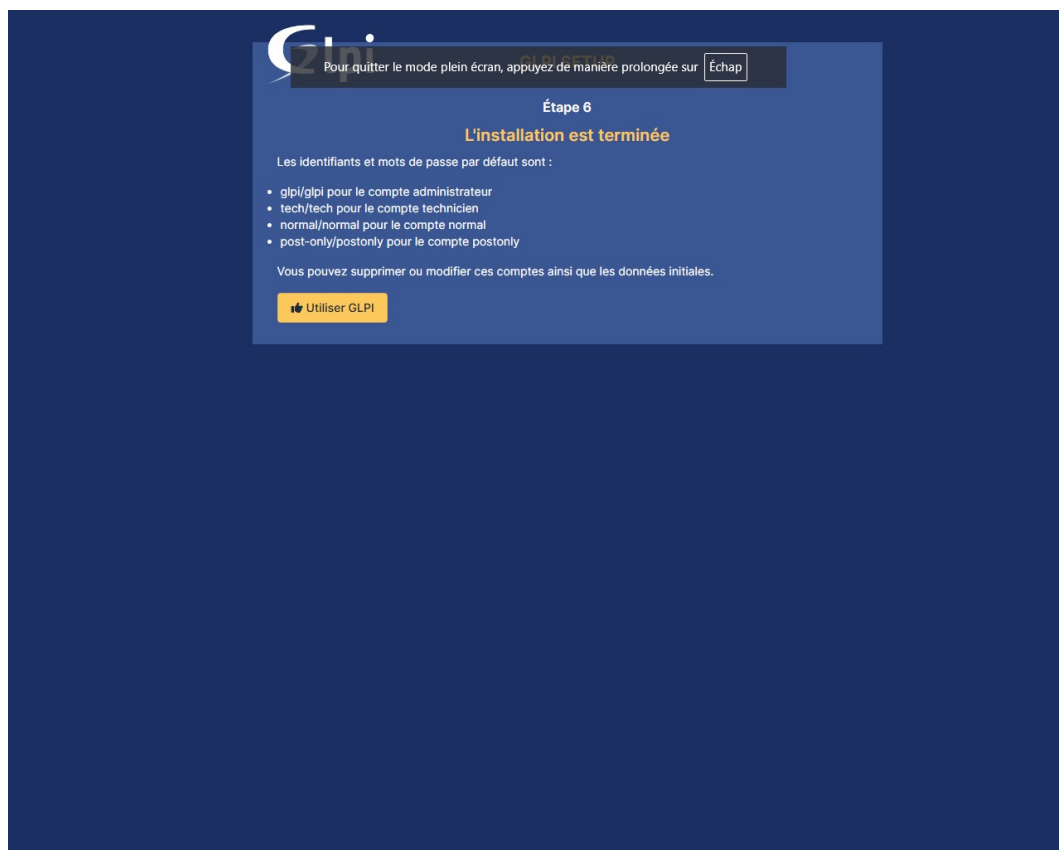 Glpi
GLPI SETUP
Pour quitter le mode plein écran, appuyez de manière prolongée sur Échap
Étape 6
L'installation est terminée
Les identifiants et mots de passe par défaut sont :
• glpi/glpi pour le compte administrateur
• tech/tech pour le compte technicien
• normal/normal pour le compte normal
• post-only/postonly pour le compte postonly
Vous pouvez supprimer ou modifier ces comptes ainsi que les données initiales.
Utiliser GLPI